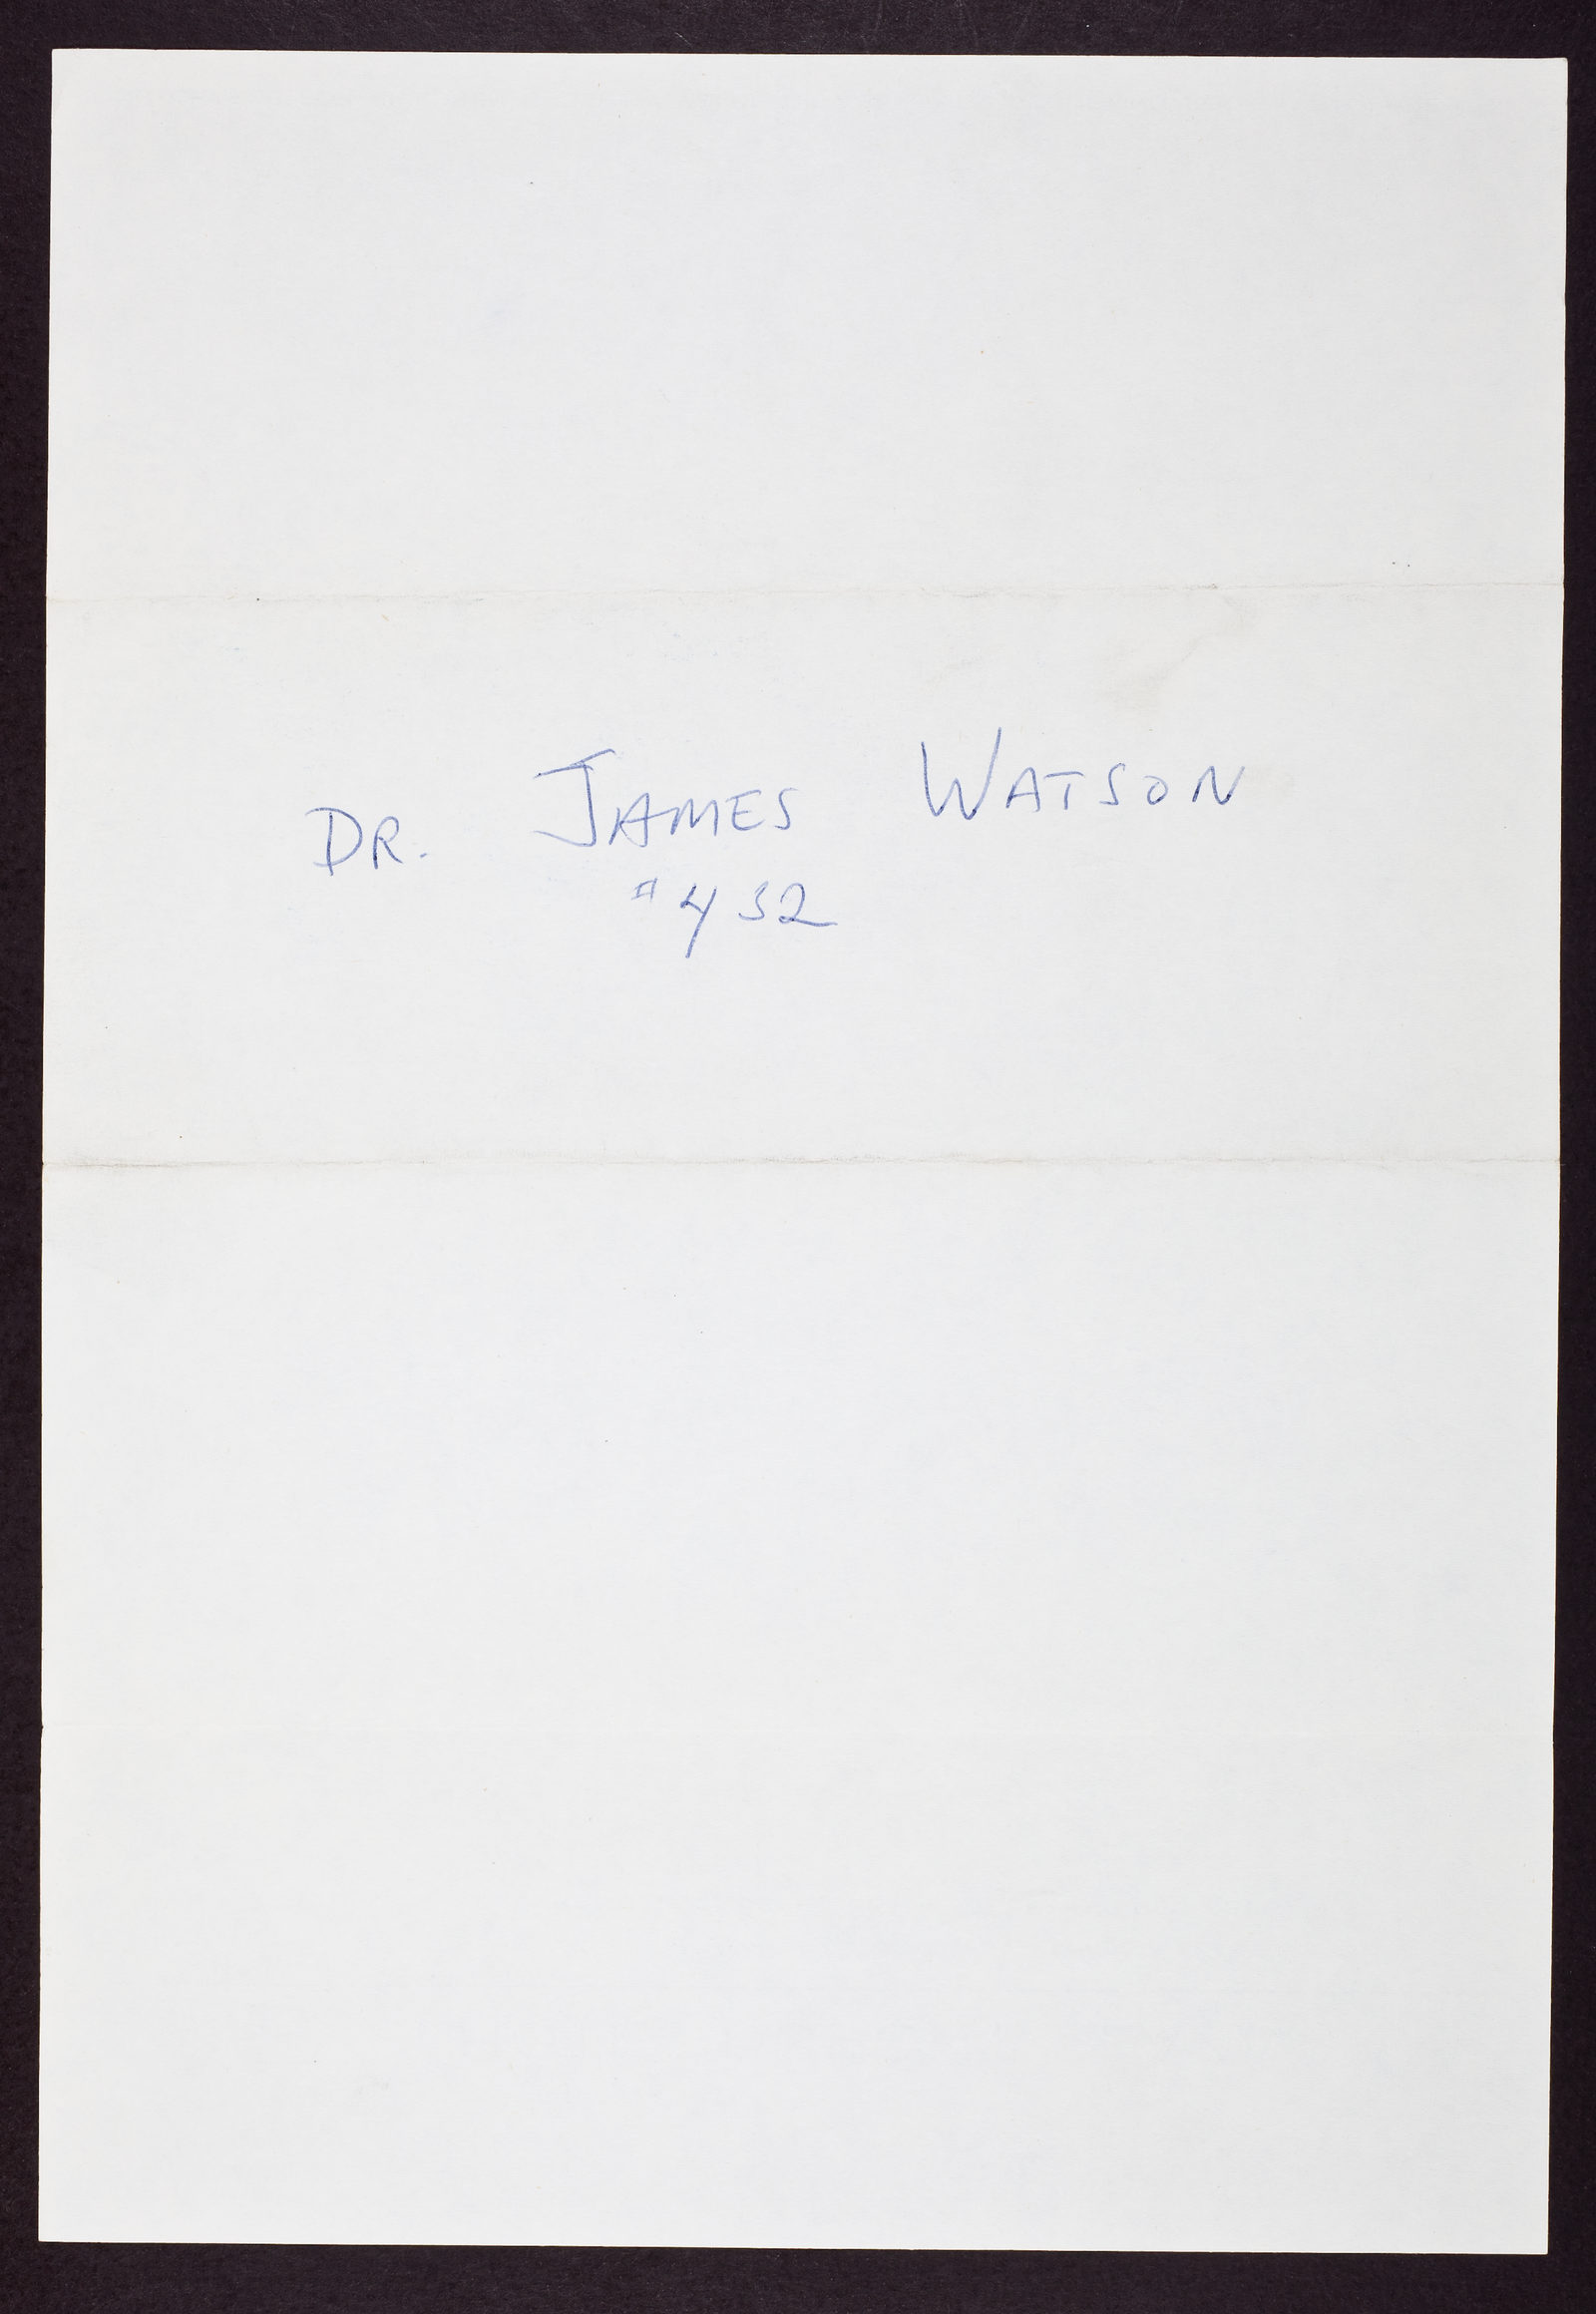 DR. JAMES WATSON
#432